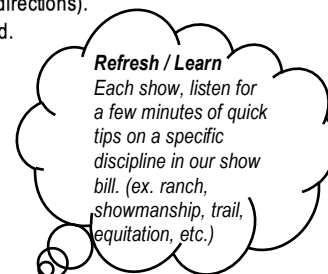 directions).
d.
Refresh / Learn
Each show, listen for
a few minutes of quick
tips on a specific
discipline in our show
bill. (ex. ranch,
showmanship, trail,
equitation, etc.)